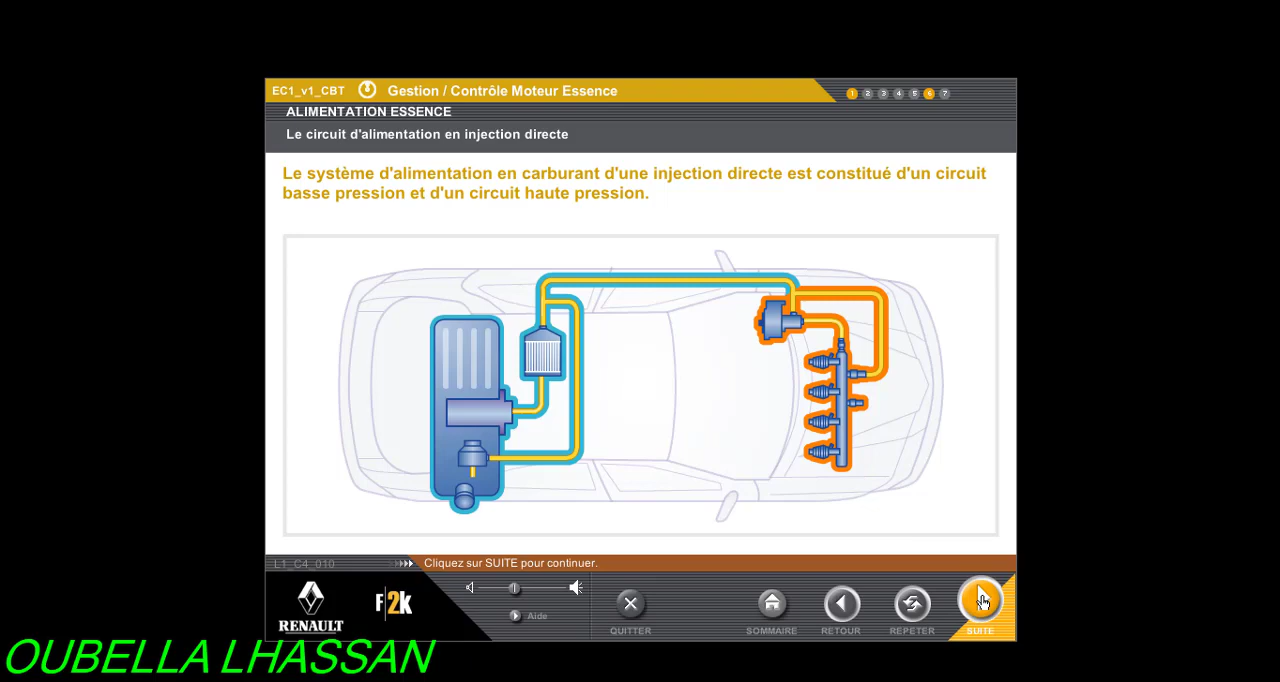 EC1_v1_CBT Gestion / Contrôle Moteur Essence 1 2 3 4 5 6 7
ALIMENTATION ESSENCE
Le circuit d'alimentation en injection directe
Le système d'alimentation en carburant d'une injection directe est constitué d'un circuit
basse pression et d'un circuit haute pression.
L1_C4_010 Cliquez sur SUITE pour continuer.
RENAULT F2k Aide
QUITTER SOMMAIRE RETOUR REPETER SUITE
OUBELLA LHASSAN